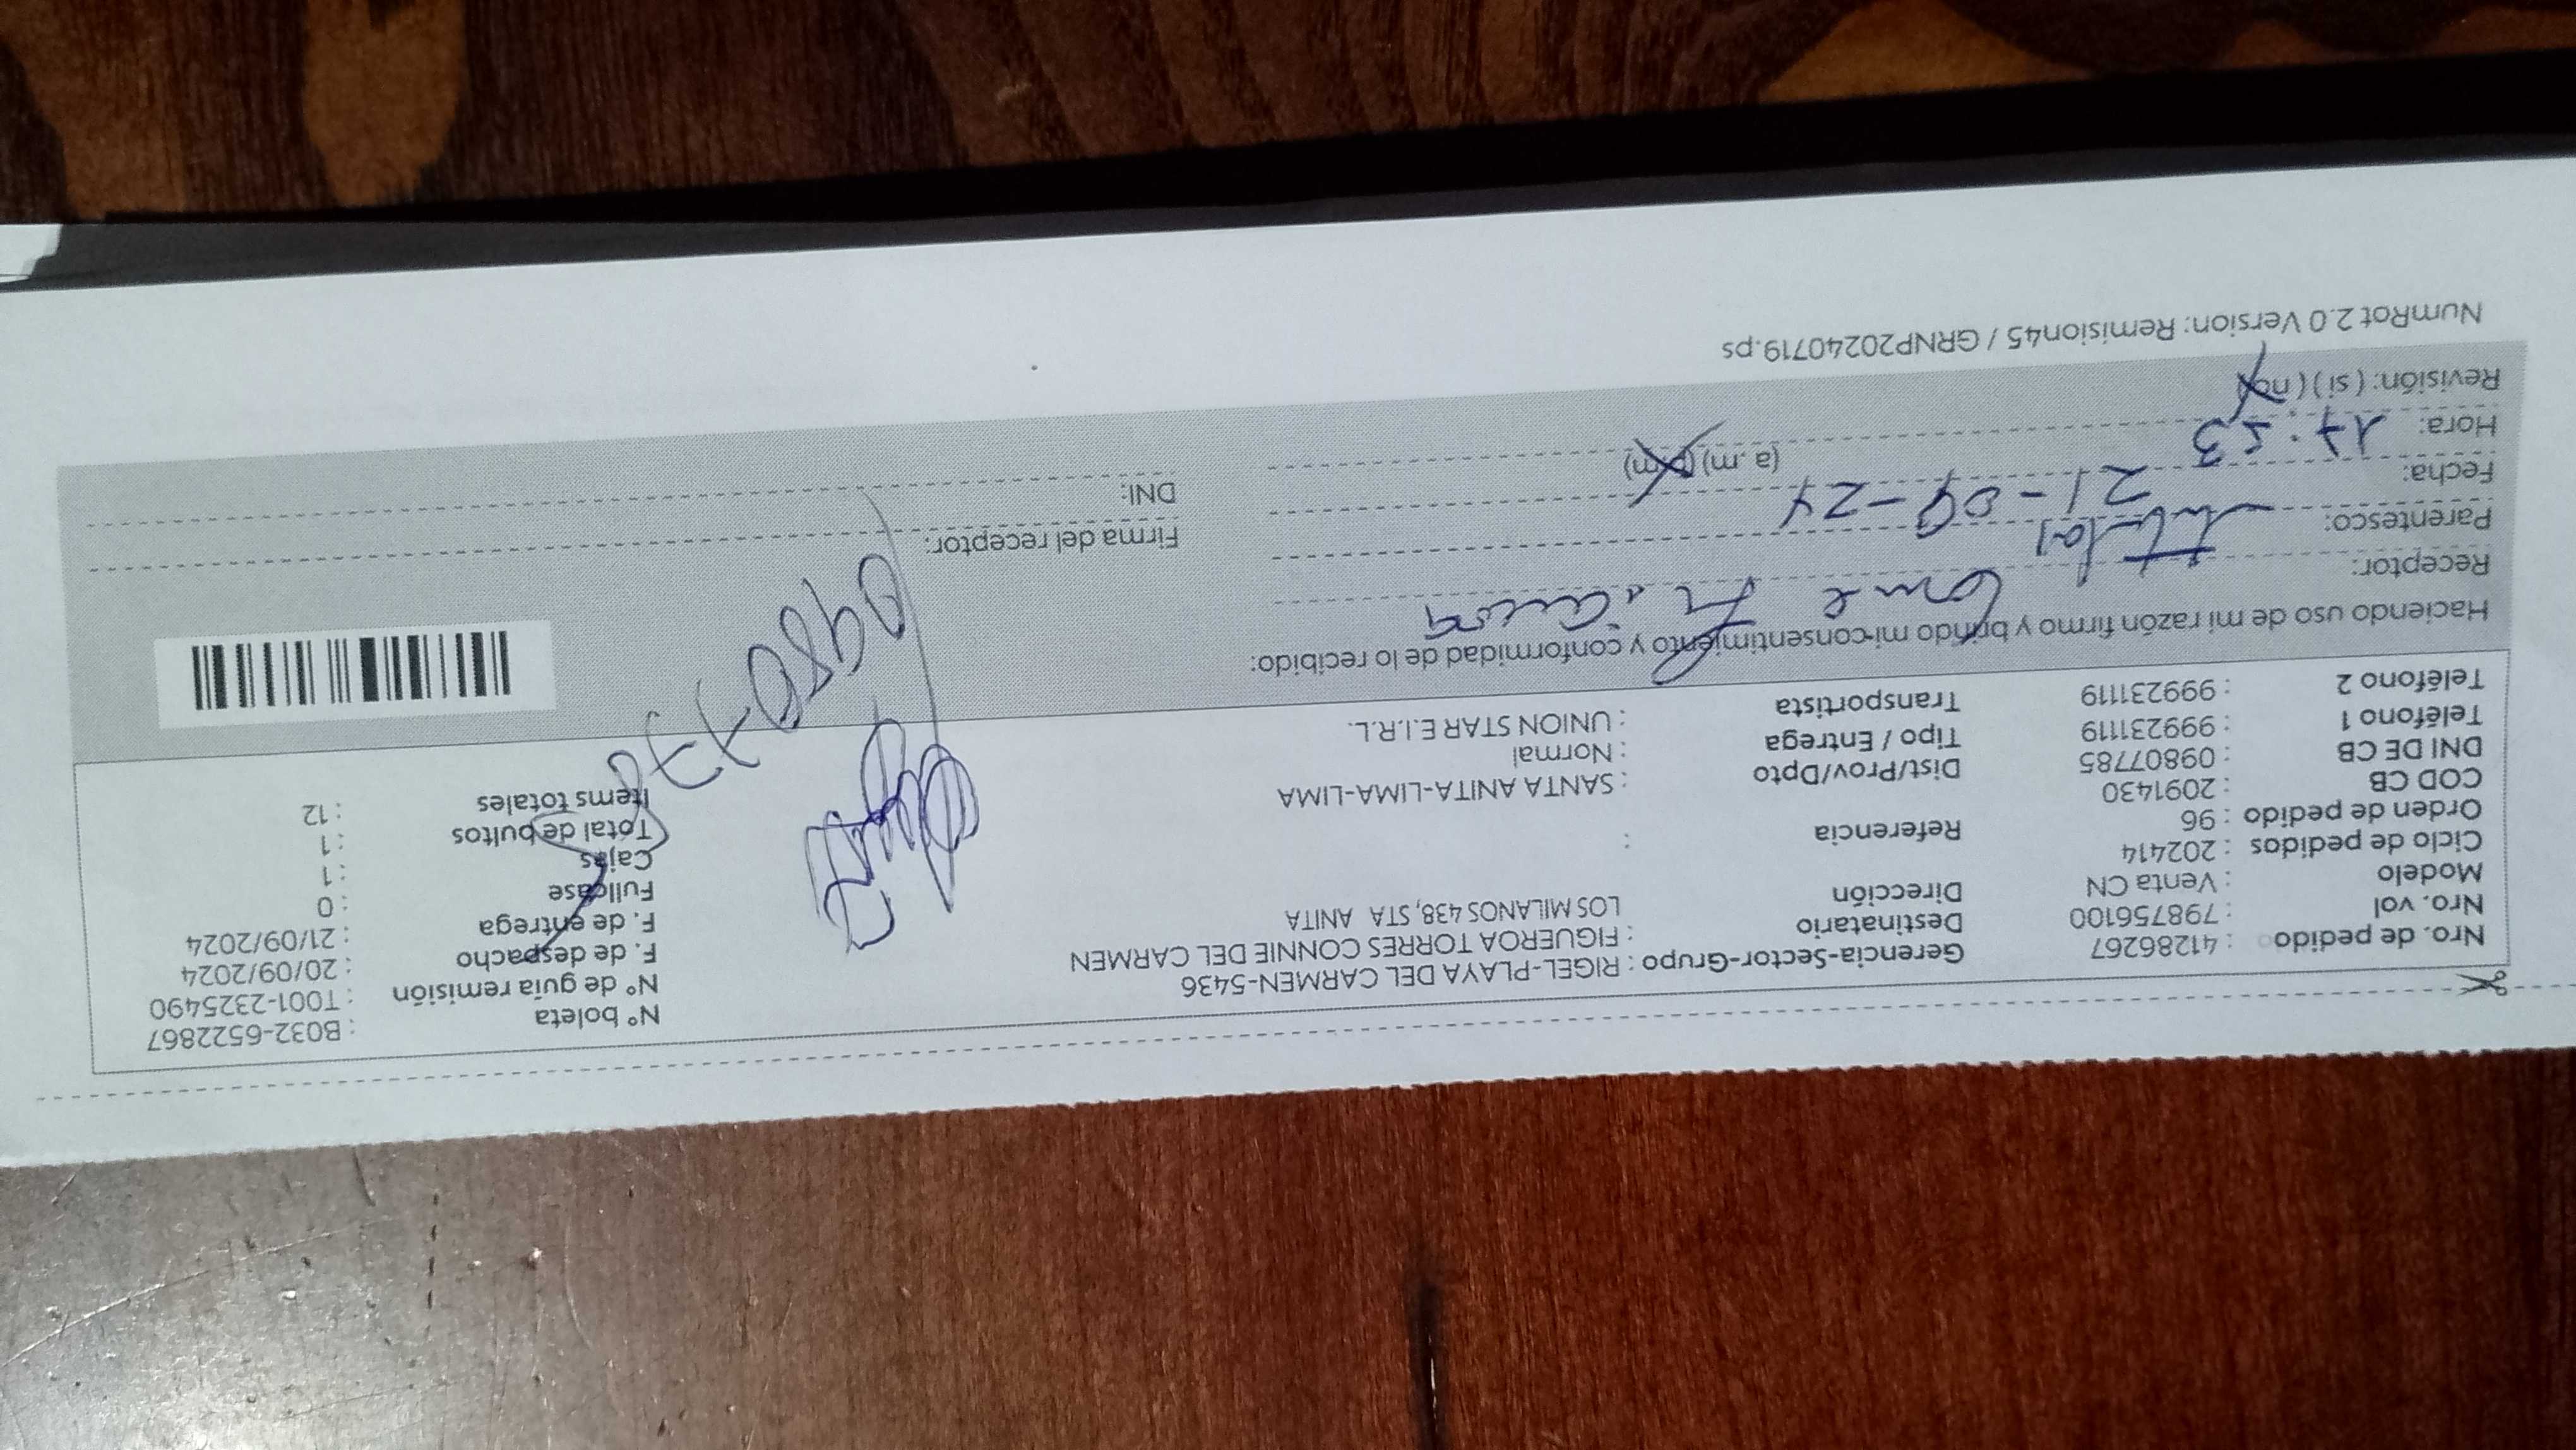 Nro. de pedido : 41286267 Gerencia-Sector-Grupo : RIGEL-PLAYA DEL CARMEN-5436 N° boleta : B032-6522867
Nro. vol : 798756100 Destinatario : FIGUEROA TORRES CONNIE DEL CARMEN N° de guía remisión : T001-2325490
Modelo : Venta CN Dirección LOS MILANOS 438, STA ANITA F. de despacho : 20/09/2024
Ciclo de pedidos : 202414 F. de entrega : 21/09/2024
Orden de pedido : 96 Referencia : Fullcase : 0
COD CB : 2091430 Dist/Prov/Dpto : SANTA ANITA-LIMA-LIMA Cajas : 1
DNI DE CB : 09807785 Tipo / Entrega : Normal Total de bultos : 1
Teléfono 1 : 999231119 Transportista : UNION STAR E.I.R.L. Items totales : 12
Teléfono 2 : 999231119
Haciendo uso de mi razón firmo y brindo mi consentimiento y conformidad de lo recibido:
Receptor:
Parentesco: titular Firma del receptor:
Fecha: 21-09-24 DNI: 09807785
Hora: 17:53 (a.m) (p.m)
Revisión: (si) (no)
NumRot 2.0 Version: Remision45 / GRNP20240719.ps